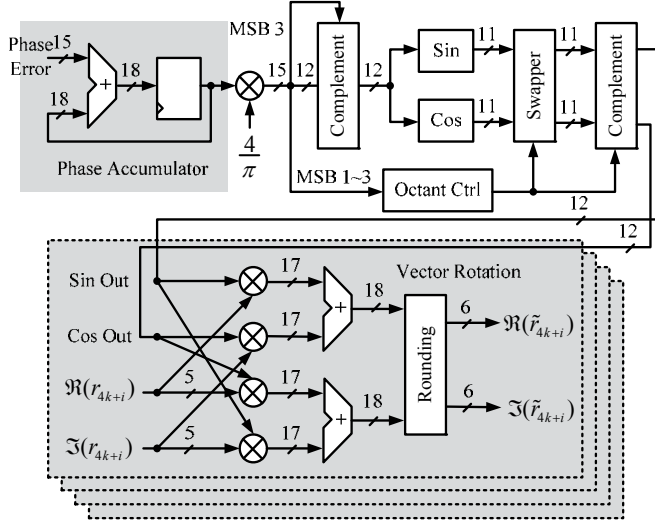 MSB 3
Phase
Error
15
18
18
+
15
12
12
Complement
Sin
Cos
11
11
Swapper
11
11
Complement
4
π
Phase Accumulator
MSB 1~3
Octant Ctrl
12
12
Vector Rotation
Sin Out
Cos Out
ℜ(r4k+i)
ℑ(r4k+i)
5
5
17
17
17
17
+
+
18
18
Rounding
6
6
ℜ(r̃4k+i)
ℑ(r̃4k+i)